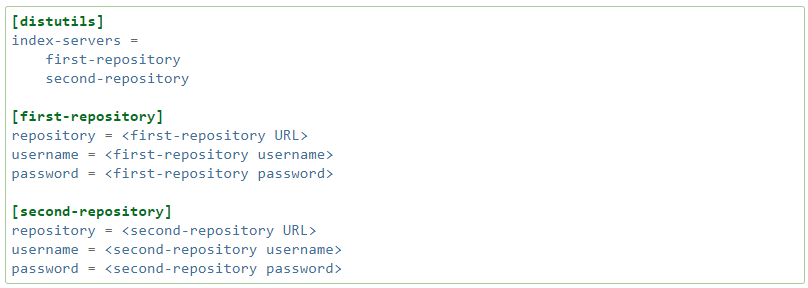 [distutils]
index-servers =
    first-repository
    second-repository

[first-repository]
repository = <first-repository URL>
username = <first-repository username>
password = <first-repository password>

[second-repository]
repository = <second-repository URL>
username = <second-repository username>
password = <second-repository password>